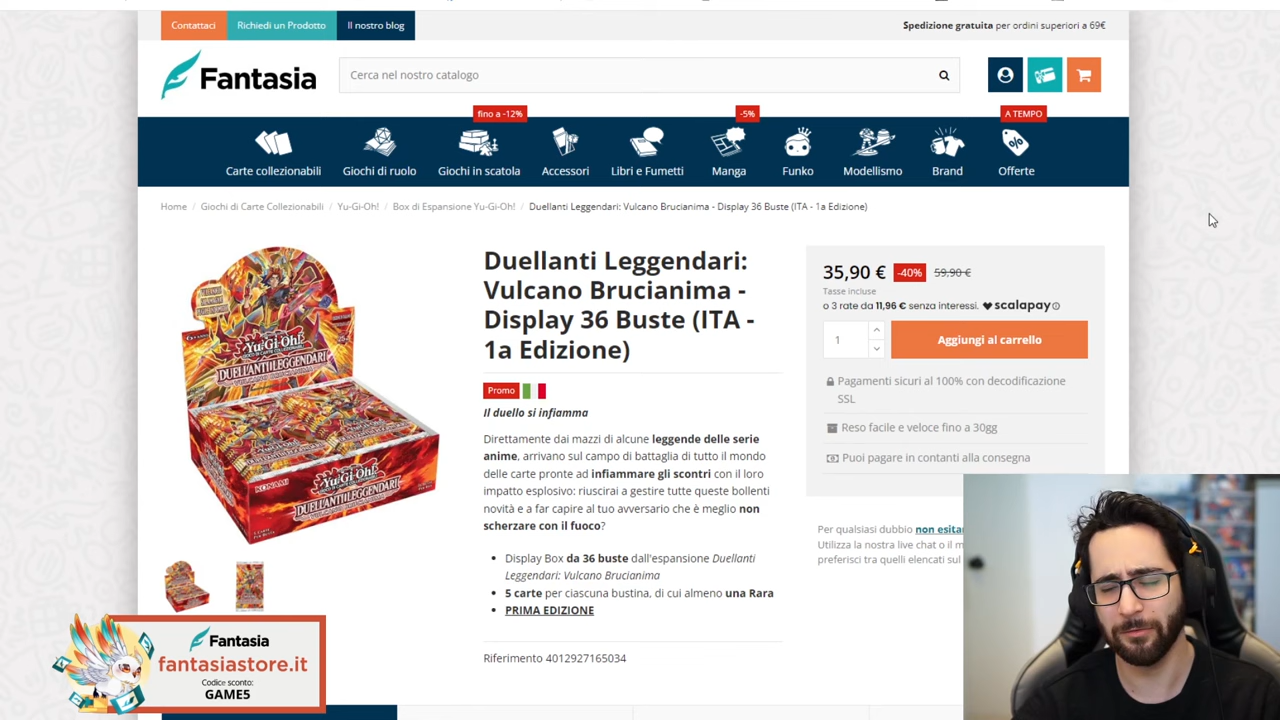 Contattaci
Richiedi un Prodotto
Il nostro blog
Spedizione gratuita per ordini superiori a 69€
Fantasia
Cerca nel nostro catalogo
fino a -12%
-5%
A TEMPO
Carte collezionabili
Giochi di ruolo
Giochi in scatola
Accessori
Libri e Fumetti
Manga
Funko
Modellismo
Brand
Offerte
Home / Giochi di Carte Collezionabili / Yu-Gi-Oh! / Box di Espansione Yu-Gi-Oh! / Duellanti Leggendari: Vulcano Brucianima - Display 36 Buste (ITA - 1a Edizione)
Yu-Gi-Oh!
DUELLANTI LEGGENDARI
KONAMI
Yu-Gi-Oh!
DUELLANTI LEGGENDARI
Duellanti Leggendari:
Vulcano Brucianima -
Display 36 Buste (ITA -
1a Edizione)
Promo
Il duello si infiamma
Direttamente dai mazzi di alcune leggende delle serie
anime, arrivano sul campo di battaglia di tutto il mondo
delle carte pronte ad infiammare gli scontri con il loro
impatto esplosivo: riuscirai a gestire tutte queste bollenti
novità e a far capire al tuo avversario che è meglio non
scherzare con il fuoco?
Display Box da 36 buste dall'espansione Duellanti
Leggendari: Vulcano Brucianima
5 carte per ciascuna bustina, di cui almeno una Rara
PRIMA EDIZIONE
Riferimento 4012927165034
35,90 € -40% 59,90 €
Tasse incluse
o 3 rate da 11,96 € senza interessi. scalapay
1
Aggiungi al carrello
Pagamenti sicuri al 100% con decodificazione
SSL
Reso facile e veloce fino a 30gg
Puoi pagare in contanti alla consegna
Per qualsiasi dubbio non esita
Utilizza la nostra live chat o il m
preferisci tra quelli elencati sul
Fantasia
fantasiastore.it
Codice sconto:
GAME5